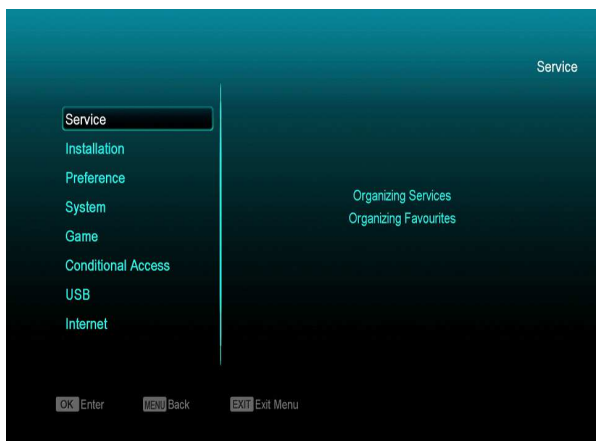 Service
Service
Installation
Preference
System
Game
Conditional Access
USB
Internet
Organizing Services
Organizing Favourites
OK Enter MENU Back EXIT Exit Menu